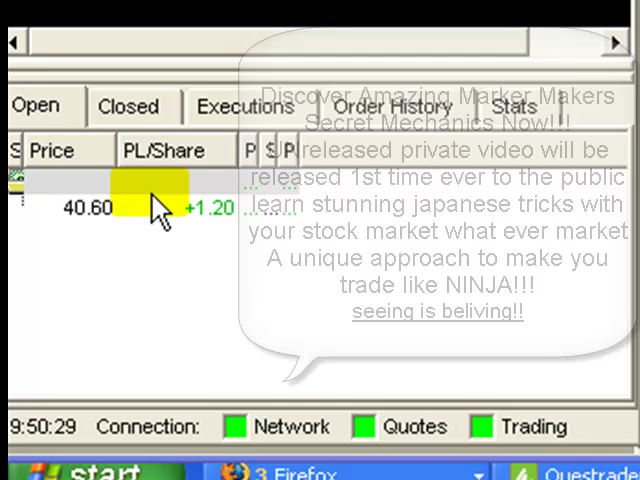 Open Closed Executions Order History Stats
S Price PL/Share P
40.60 +1.20
Discover Amazing Marker Makers
Secret Mechanics Now!!!
released private video will be
released 1st time ever to the public
learn stunning japanese tricks with
your stock market what ever market
A unique approach to make you
trade like NINJA!!!
seeing is beliving!!
9:50:29 Connection: Network Quotes Trading
start 3 Firefox Questrade